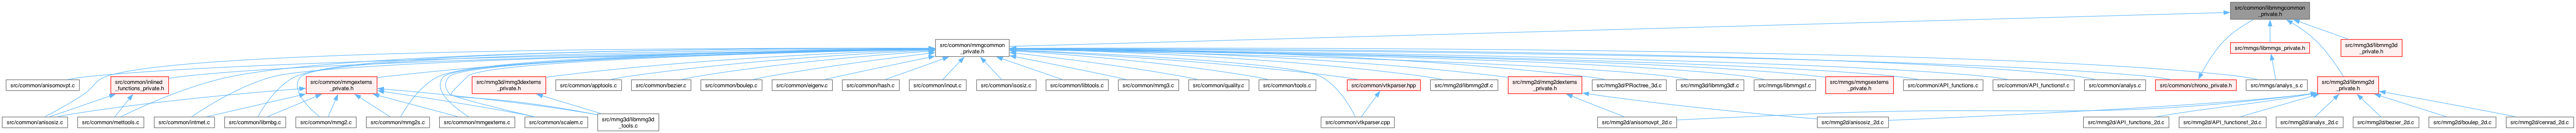 src/common/libmmgcommon
_private.h
src/common/mmgcommon
_private.h
src/mmgs/libmmgs_private.h
src/mmg3d/libmmg3d
_private.h
src/common/anisomovpt.c
src/common/inlined
_functions_private.h
src/common/mmgexterns
_private.h
src/mmg3d/mmg3dexterns
_private.h
src/common/apptools.c
src/common/bezier.c
src/common/boulep.c
src/common/eigenv.c
src/common/hash.c
src/common/inout.c
src/common/isosiz.c
src/common/libtools.c
src/common/mmg3.c
src/common/quality.c
src/common/tools.c
src/common/vtkparser.hpp
src/mmg2d/libmmg2df.c
src/mmg2d/mmg2dexterns
_private.h
src/mmg3d/PRoctree_3d.c
src/mmg3d/libmmg3df.c
src/mmgs/libmmgsf.c
src/mmgs/mmgsexterns
_private.h
src/common/API_functions.c
src/common/API_functionsf.c
src/common/analys.c
src/common/chrono_private.h
src/mmgs/analys_s.c
src/mmg2d/libmmg2d
_private.h
src/common/anisosiz.c
src/common/mettools.c
src/common/intmet.c
src/common/libmbg.c
src/common/mmg2.c
src/common/mmg2s.c
src/common/mmgexterns.c
src/common/scalem.c
src/mmg3d/libmmg3d
_tools.c
src/common/vtkparser.cpp
src/mmg2d/anisomovpt_2d.c
src/mmg2d/anisosiz_2d.c
src/mmg2d/API_functions_2d.c
src/mmg2d/API_functionsf_2d.c
src/mmg2d/analys_2d.c
src/mmg2d/bezier_2d.c
src/mmg2d/boulep_2d.c
src/mmg2d/cenrad_2d.c